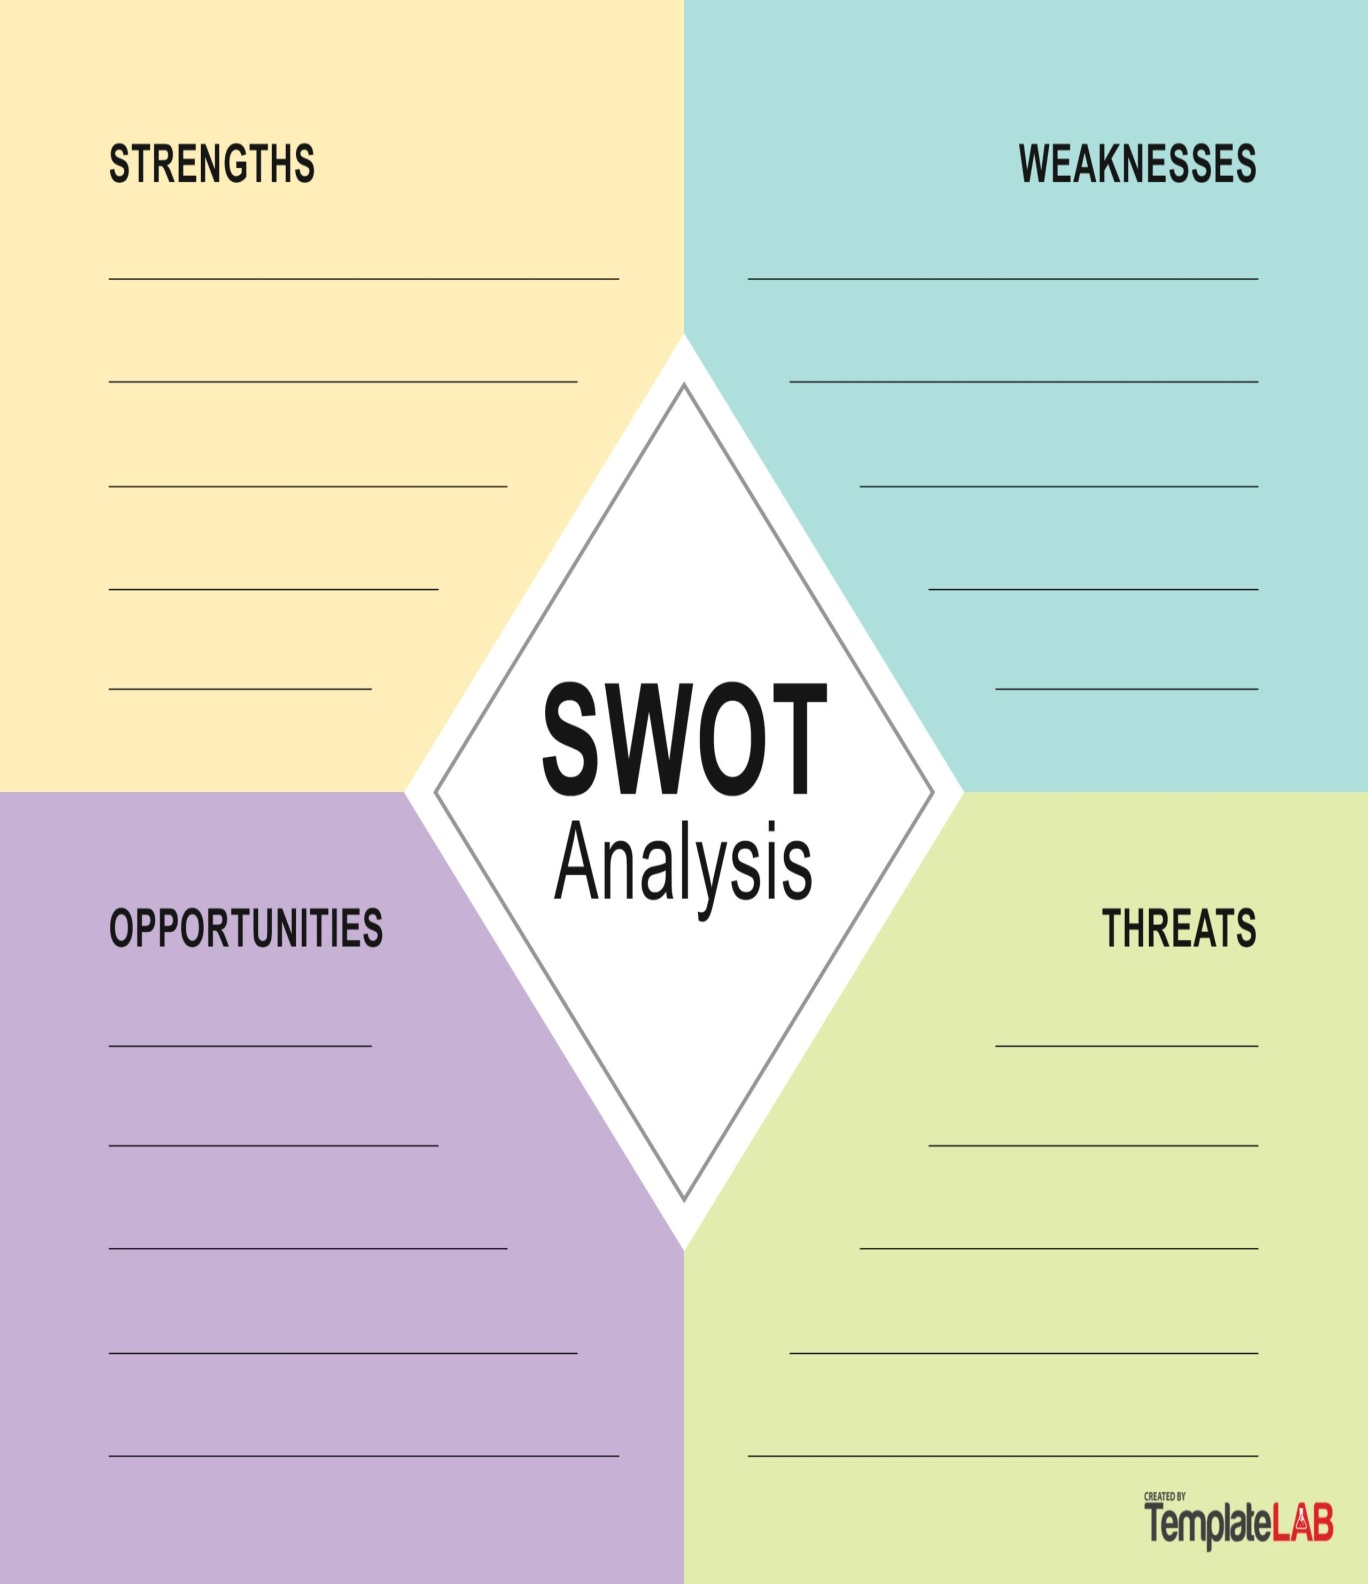 STRENGTHS
WEAKNESSES
SWOT
Analysis
OPPORTUNITIES
THREATS
CREATED BY
TemplateLAB